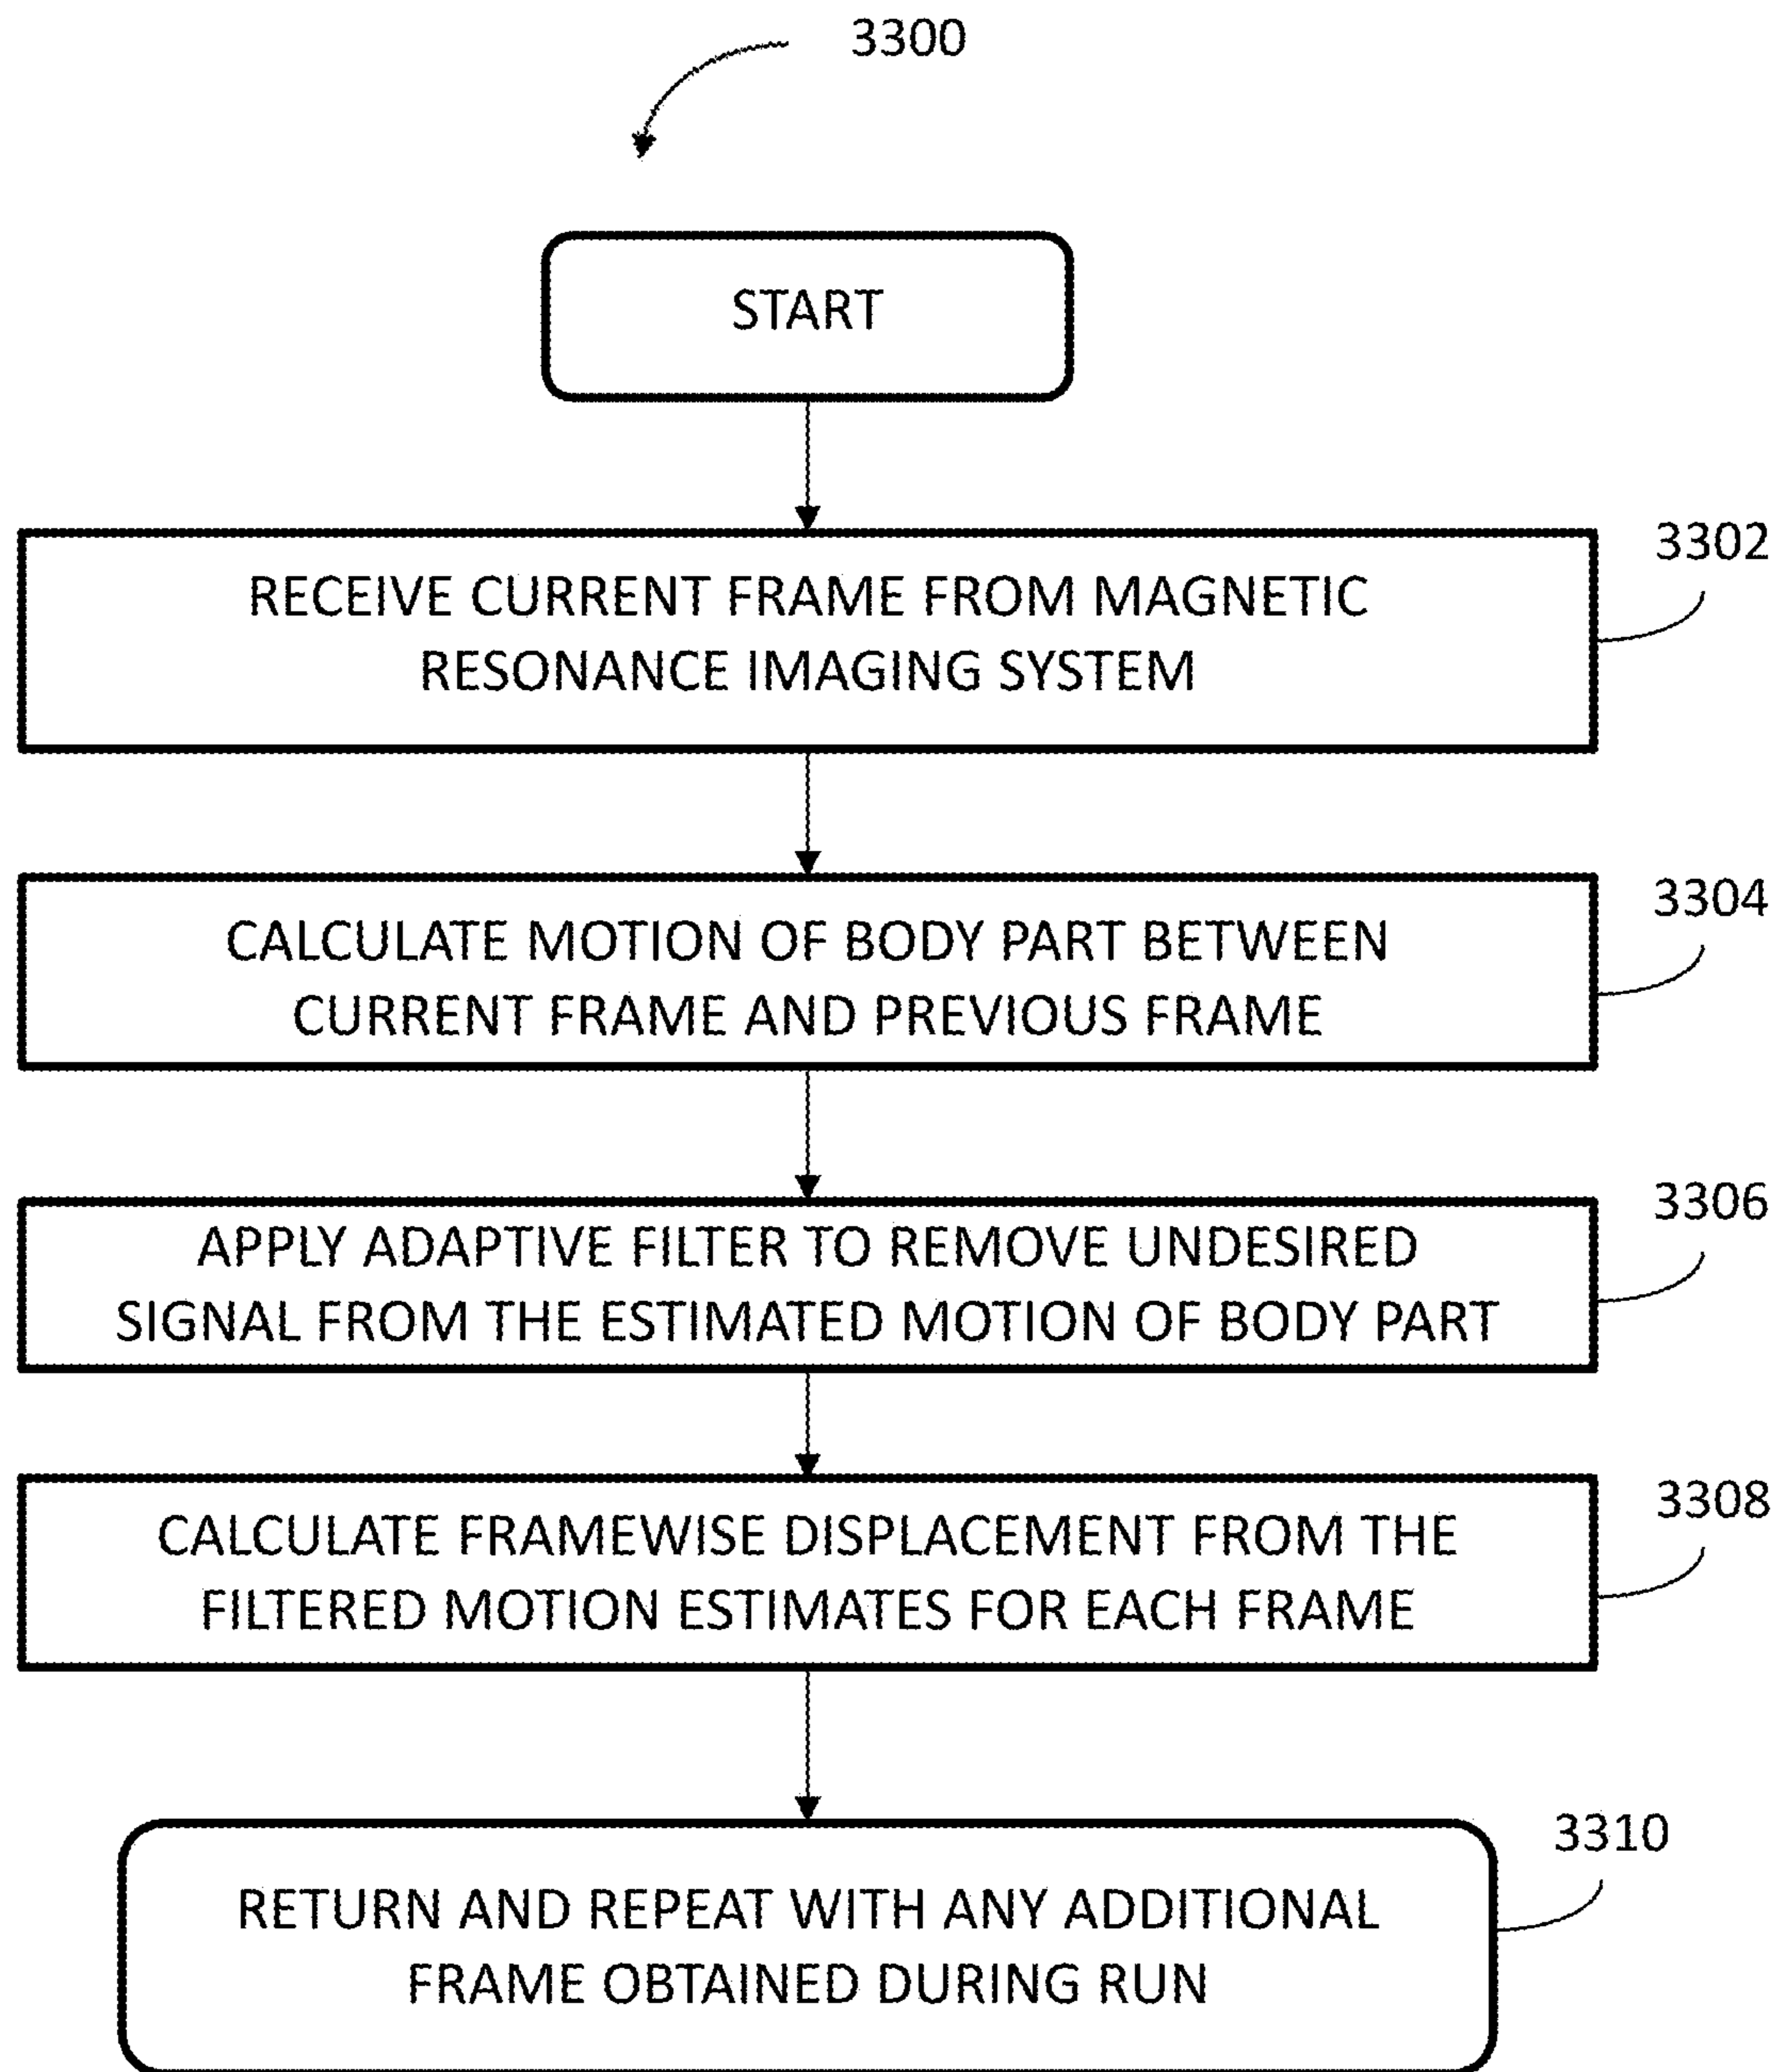 3300
START
3302
RECEIVE CURRENT FRAME FROM MAGNETIC
RESONANCE IMAGING SYSTEM
3304
CALCULATE MOTION OF BODY PART BETWEEN
CURRENT FRAME AND PREVIOUS FRAME
3306
APPLY ADAPTIVE FILTER TO REMOVE UNDESIRED
SIGNAL FROM THE ESTIMATED MOTION OF BODY PART
3308
CALCULATE FRAMEWISE DISPLACEMENT FROM THE
FILTERED MOTION ESTIMATES FOR EACH FRAME
3310
RETURN AND REPEAT WITH ANY ADDITIONAL
FRAME OBTAINED DURING RUN